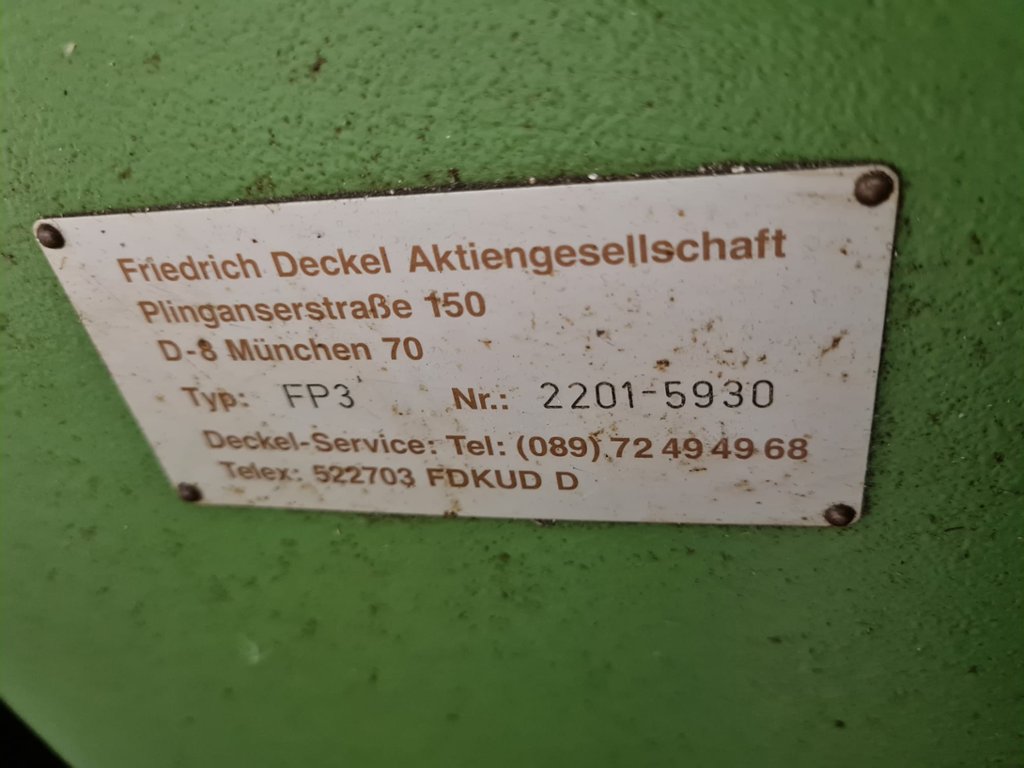 Friedrich Deckel Aktiengesellschaft
Plinganserstraße 150
D-8 München 70
Typ: FP3 Nr.: 2201-5930
Deckel-Service: Tel: (089) 72 49 49 68
Telex: 522703 FDKUD D